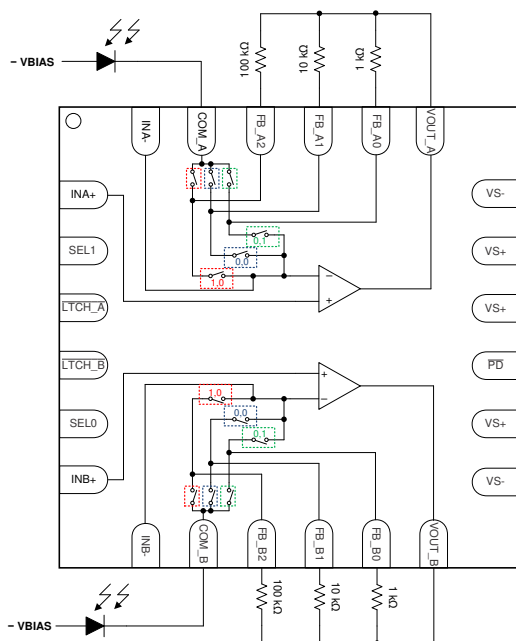 100 kΩ
10 kΩ
1 kΩ
- VBIAS
INA-
COM_A
FB_A2
FB_A1
FB_A0
VOUT_A
INA+
VS-
0,1
SEL1
0,0
VS+
1,0
−
LTCH_A
+
VS+
LTCH_B
+
PD
1,0
−
0,0
SEL0
VS+
0,1
INB+
VS-
INB-
COM_B
FB_B2
FB_B1
FB_B0
VOUT_B
100 kΩ
10 kΩ
1 kΩ
- VBIAS